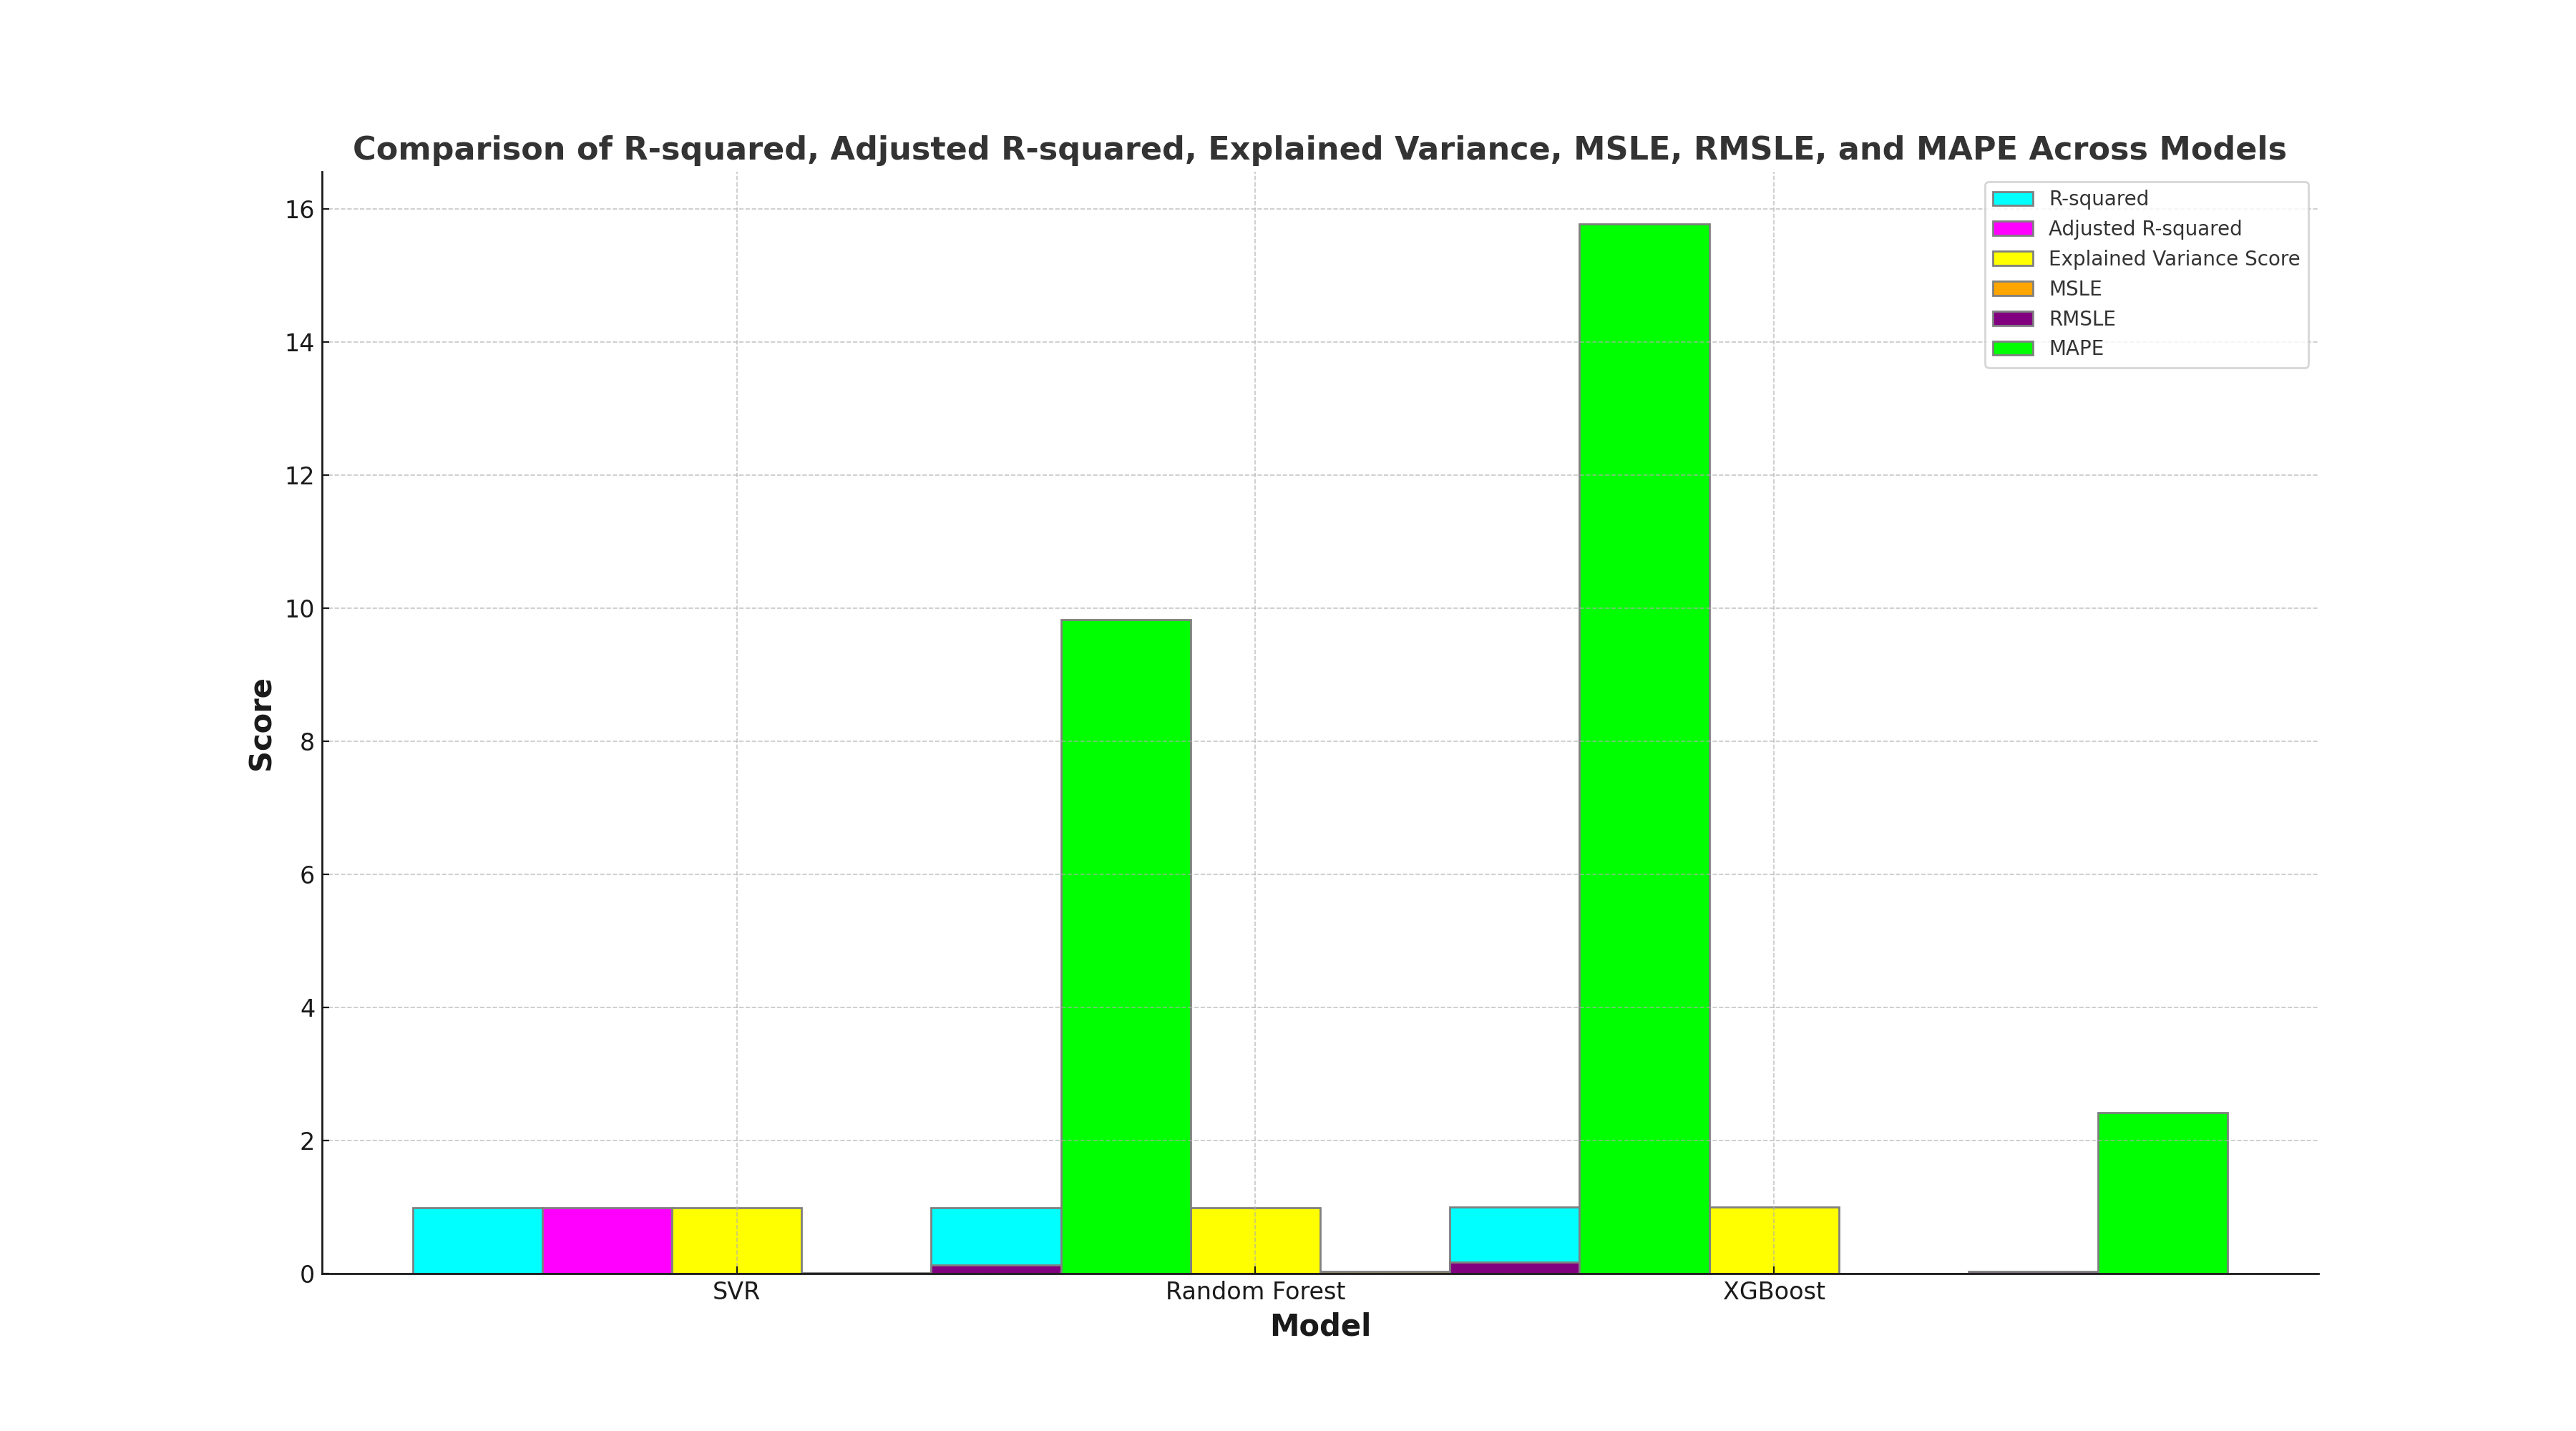 Comparison of R-squared, Adjusted R-squared, Explained Variance, MSLE, RMSLE, and MAPE Across Models
R-squared
Adjusted R-squared
Explained Variance Score
MSLE
RMSLE
MAPE
16
14
12
10
8
6
4
2
0
Score
SVR
Random Forest
XGBoost
Model